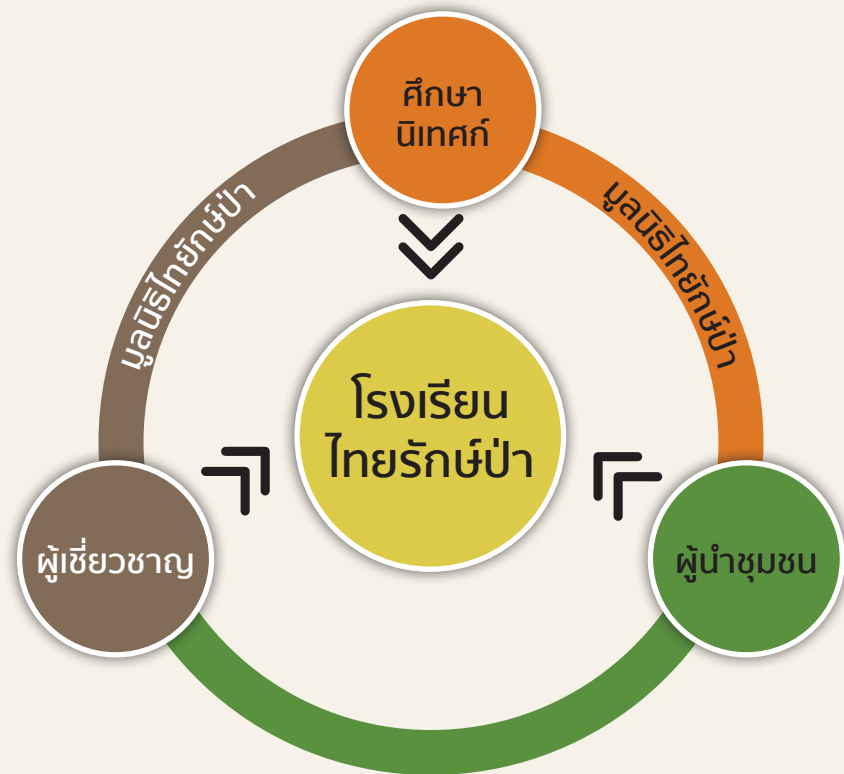 ศึกษา
นิเทศก์
มูลนิธิไทยักษ์ป่า
มูลนิธิไทยักษ์ป่า
โรงเรียน
ไทยรักษ์ป่า
ผู้เชี่ยวชาญ
ผู้นำชุมชน